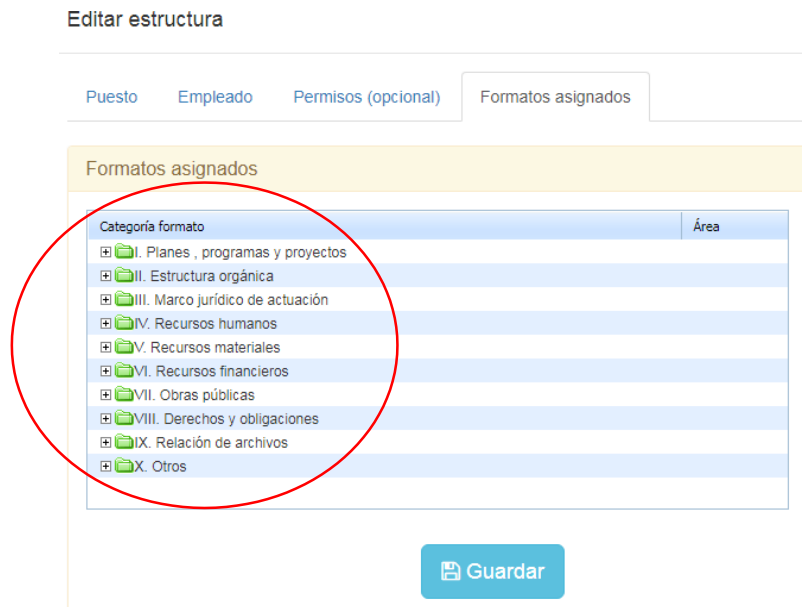 Editar estructura
Puesto Empleado Permisos (opcional) Formatos asignados
Formatos asignados
Categoría formato Área
I. Planes , programas y proyectos
II. Estructura orgánica
III. Marco jurídico de actuación
IV. Recursos humanos
V. Recursos materiales
VI. Recursos financieros
VII. Obras públicas
VIII. Derechos y obligaciones
IX. Relación de archivos
X. Otros
Guardar